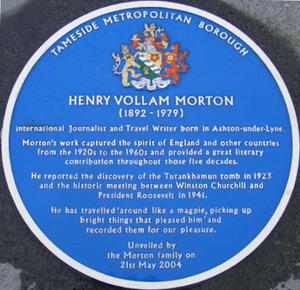 TAMESIDE METROPOLITAN BOROUGH
HENRY VOLLAM MORTON
(1892 - 1979)
International Journalist and Travel Writer born in Ashton-under-Lyne.
Morton's work captured the spirit of England and other countries
from the 1920s to the 1960s and provided a great literary
contribution throughout those five decades.
He reported the discovery of the Tutankhamun tomb in 1923
and the historic meeting between Winston Churchill and
President Roosevelt in 1941.
He has travelled 'around like a magpie, picking up
bright things that pleased him' and
recorded them for our pleasure.
Unveiled by
the Morton family on
21st May 2004